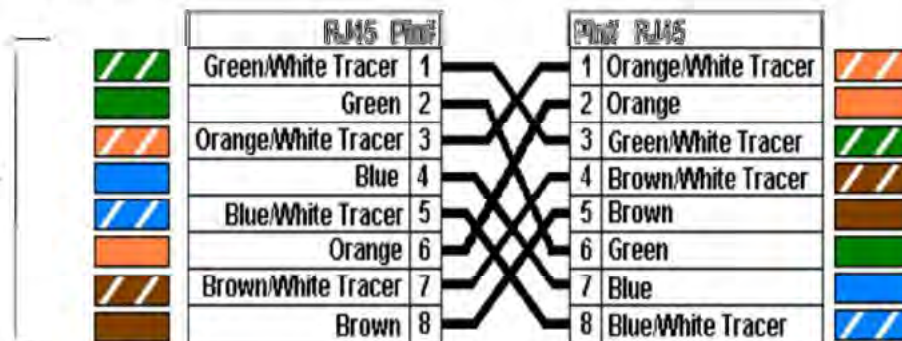 RJ45 Pin# Pin# RJ45
Green/White Tracer 1 1 Orange/White Tracer
Green 2 2 Orange
Orange/White Tracer 3 3 Green/White Tracer
Blue 4 4 Brown/White Tracer
Blue/White Tracer 5 5 Brown
Orange 6 6 Green
Brown/White Tracer 7 7 Blue
Brown 8 8 Blue/White Tracer